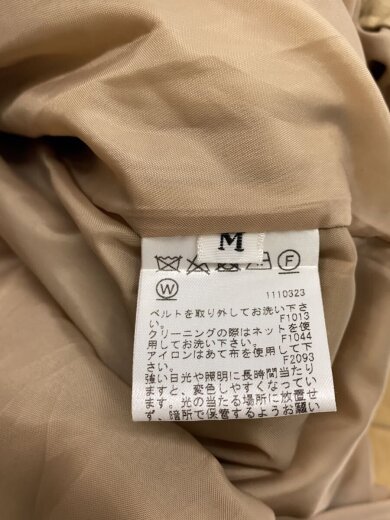 M
F
W
1110323
ベルトを取り外してお洗い下さ
い。 F1013
クリーニングの際はネットを使
用してお洗い下さい。 F1044
アイロンはあて布を使用して下
さい。 F2093
強い日光や照明に長時間当たり
ますと、変色しやすくなってい
ます。光の当たる場所に放置せ
ず、暗所で保管するようお願い